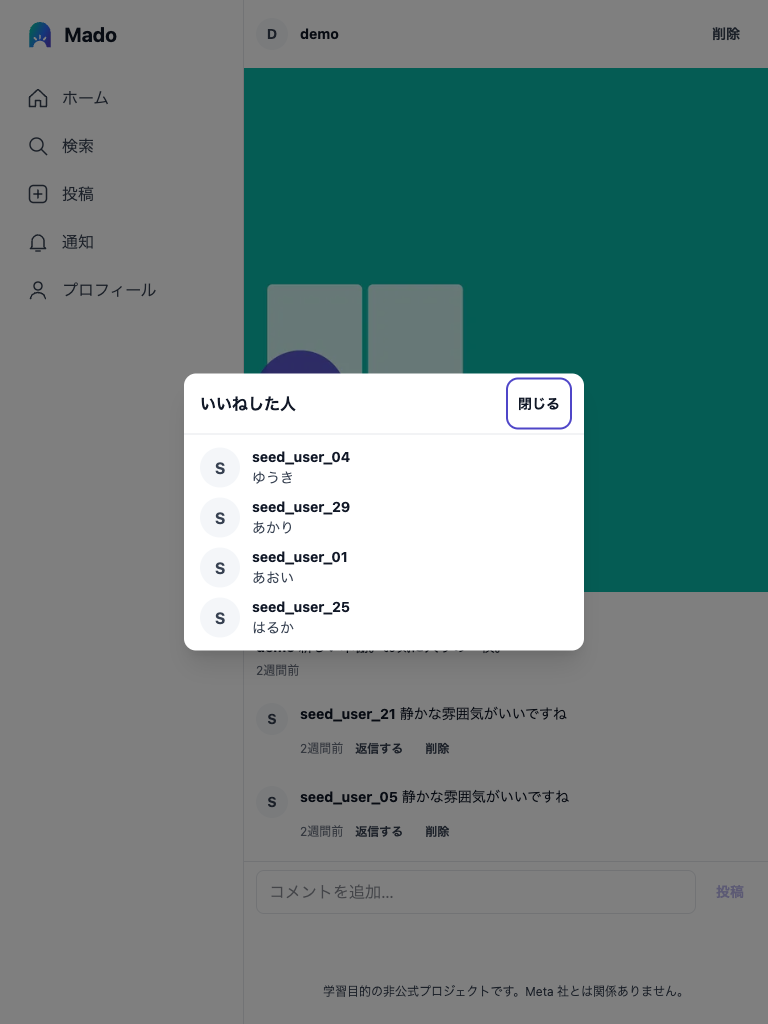 Mado
ホーム
検索
投稿
通知
プロフィール
D
demo
削除
いいねした人
閉じる
S
seed_user_04
ゆうき
S
seed_user_29
あかり
S
seed_user_01
あおい
S
seed_user_25
はるか
2週間前
S
seed_user_21 静かな雰囲気がいいですね
2週間前 返信する 削除
S
seed_user_05 静かな雰囲気がいいですね
2週間前 返信する 削除
コメントを追加...
投稿
学習目的の非公式プロジェクトです。Meta 社とは関係ありません。